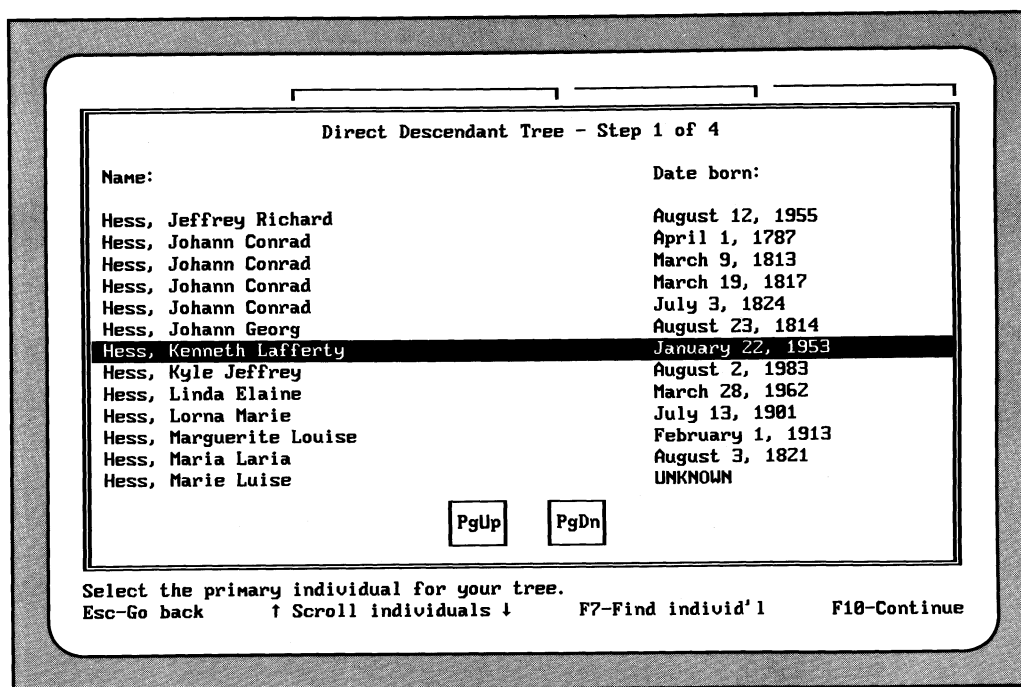 Direct Descendant Tree - Step 1 of 4
Name: Date born:
Hess, Jeffrey Richard August 12, 1955
Hess, Johann Conrad April 1, 1787
Hess, Johann Conrad March 9, 1813
Hess, Johann Conrad March 19, 1817
Hess, Johann Conrad July 3, 1824
Hess, Johann Georg August 23, 1814
Hess, Kenneth Lafferty January 22, 1953
Hess, Kyle Jeffrey August 2, 1983
Hess, Linda Elaine March 28, 1962
Hess, Lorna Marie July 13, 1901
Hess, Marguerite Louise February 1, 1913
Hess, Maria Laria August 3, 1821
Hess, Marie Luise UNKNOWN
PgUp PgDn
Select the primary individual for your tree.
Esc-Go back ↑ Scroll individuals ↓ F7-Find individ'l F10-Continue